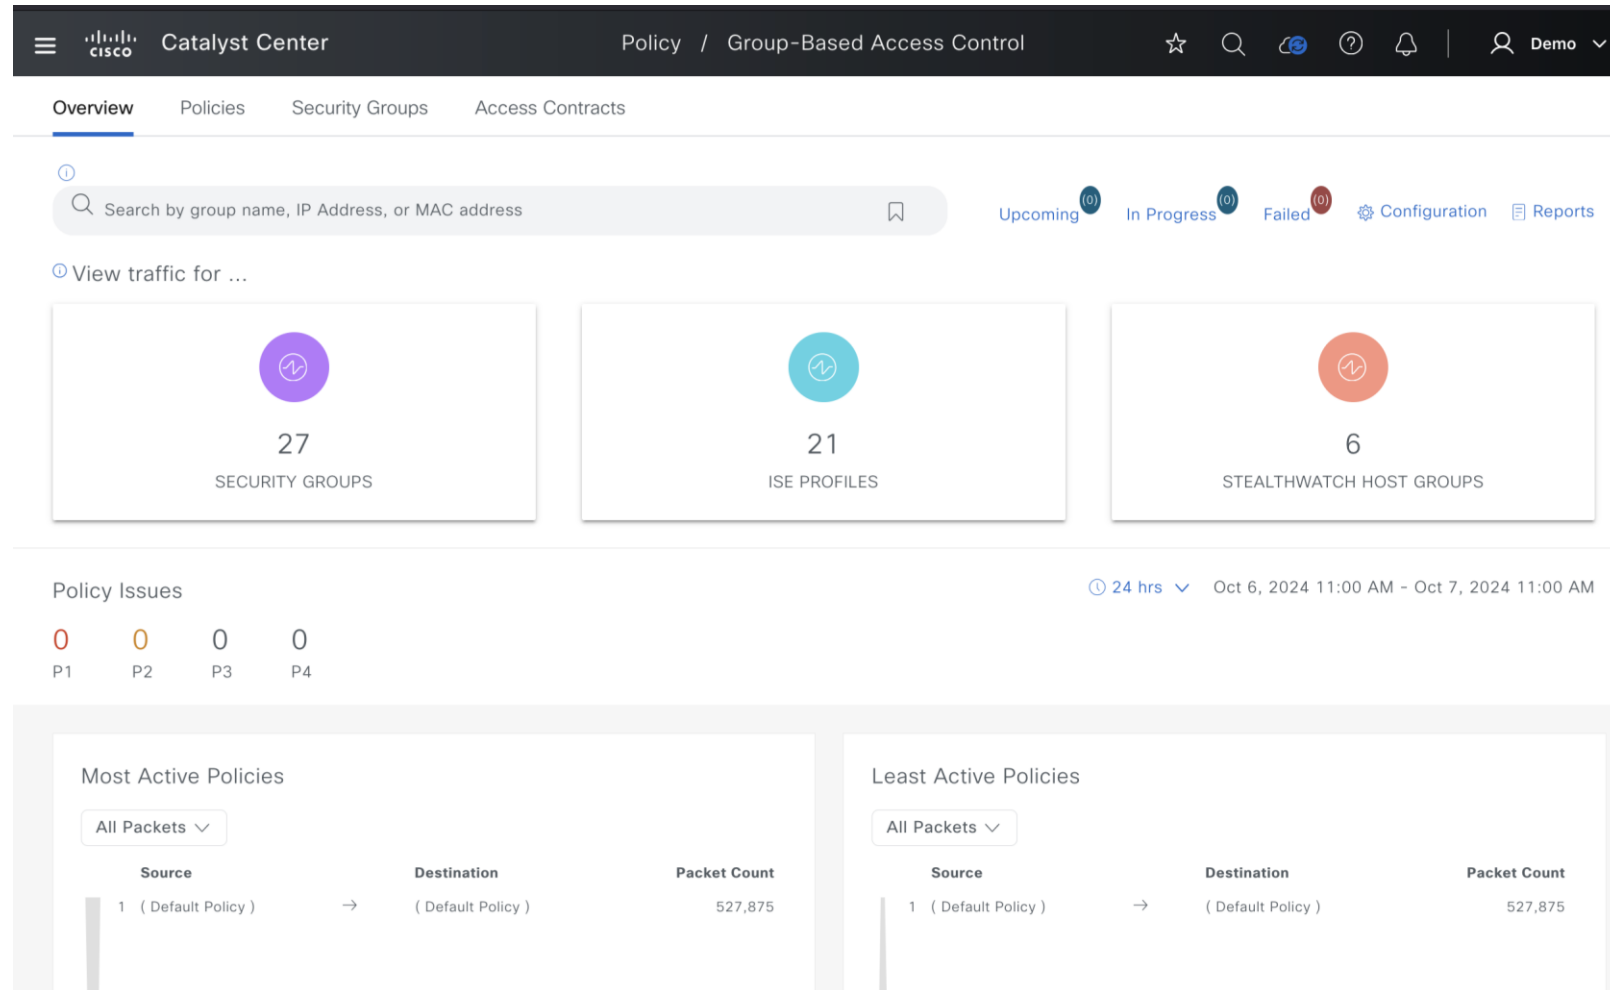 cisco Catalyst Center Policy / Group-Based Access Control Demo
Overview Policies Security Groups Access Contracts
Search by group name, IP Address, or MAC address
Upcoming (0) In Progress (0) Failed (0) Configuration Reports
View traffic for ...
27
SECURITY GROUPS
21
ISE PROFILES
6
STEALTHWATCH HOST GROUPS
Policy Issues
24 hrs Oct 6, 2024 11:00 AM - Oct 7, 2024 11:00 AM
0 0 0 0
P1 P2 P3 P4
Most Active Policies
All Packets
Source Destination Packet Count
1 ( Default Policy ) → ( Default Policy ) 527,875
Least Active Policies
All Packets
Source Destination Packet Count
1 ( Default Policy ) → ( Default Policy ) 527,875